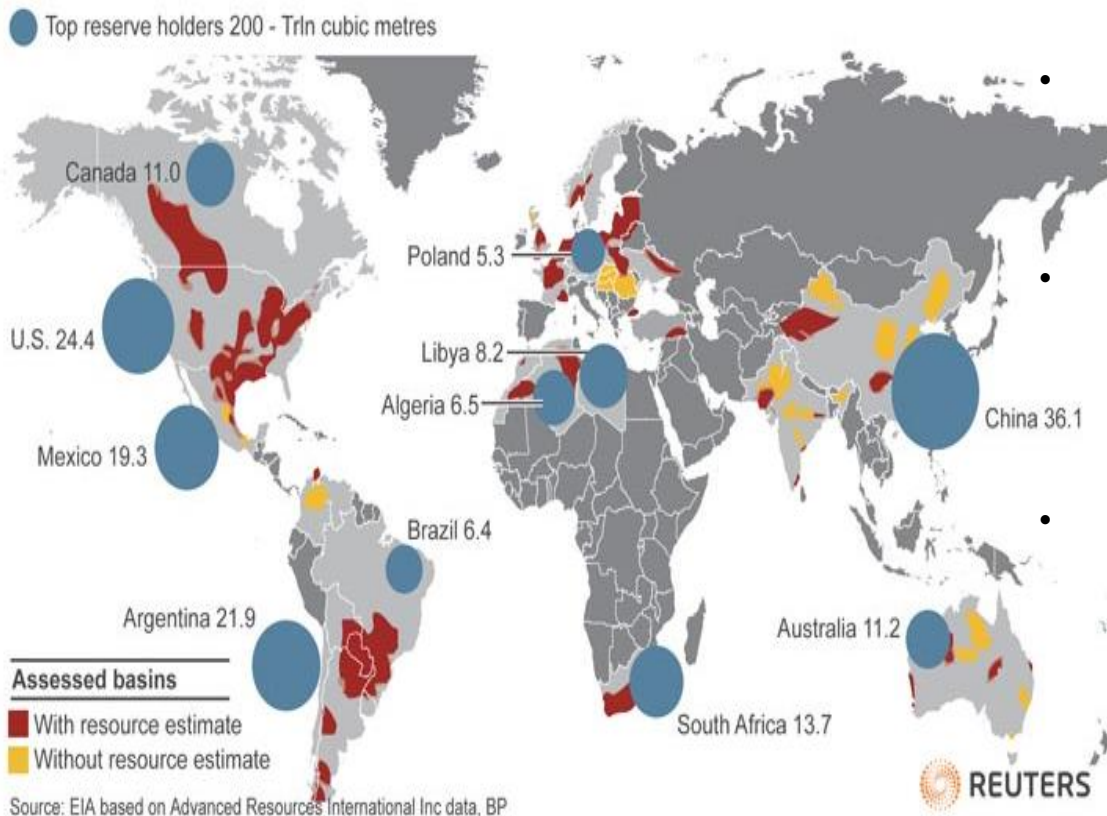 Top reserve holders 200 - Trln cubic metres
Canada 11.0
Poland 5.3
U.S. 24.4
Libya 8.2
Algeria 6.5
China 36.1
Mexico 19.3
Brazil 6.4
Argentina 21.9
Australia 11.2
South Africa 13.7
Assessed basins
With resource estimate
Without resource estimate
REUTERS
Source: EIA based on Advanced Resources International Inc data, BP